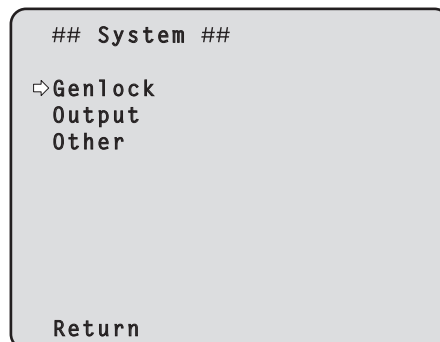 ## System ##
⇨Genlock
Output
Other
Return